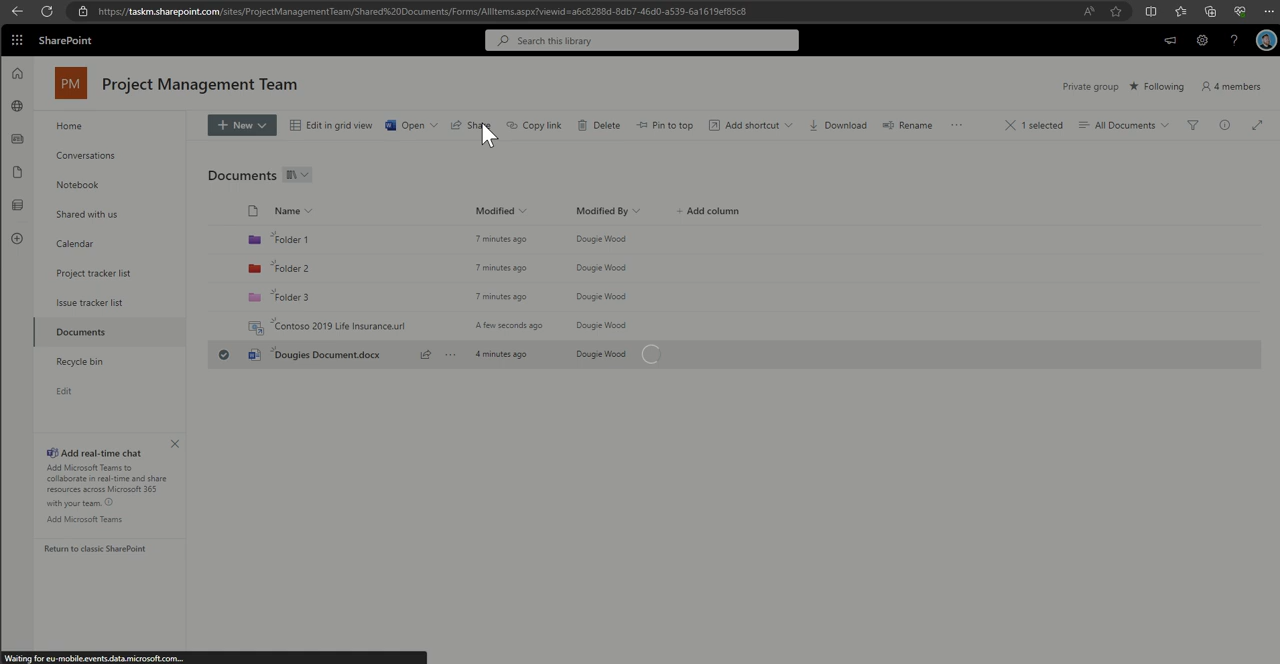 https://taskm.sharepoint.com/sites/ProjectManagementTeam/Shared%20Documents/Forms/AllItems.aspx?viewid=a6c8288d-8db7-46d0-a539-6a1619ef85c8
SharePoint
Search this library
PM
Project Management Team
Private group
Following
4 members
New
Edit in grid view
Open
Share
Copy link
Delete
Pin to top
Add shortcut
Download
Rename
1 selected
All Documents
Home
Conversations
Notebook
Shared with us
Calendar
Project tracker list
Issue tracker list
Documents
Recycle bin
Edit
Add real-time chat
Add Microsoft Teams to
collaborate in real-time and share
resources across Microsoft 365
with your team.
Add Microsoft Teams
Return to classic SharePoint
Documents
Name Modified Modified By + Add column
Folder 1 7 minutes ago Dougie Wood
Folder 2 7 minutes ago Dougie Wood
Folder 3 7 minutes ago Dougie Wood
Contoso 2019 Life Insurance.url A few seconds ago Dougie Wood
Dougies Document.docx 4 minutes ago Dougie Wood
Waiting for eu-mobile.events.data.microsoft.com...